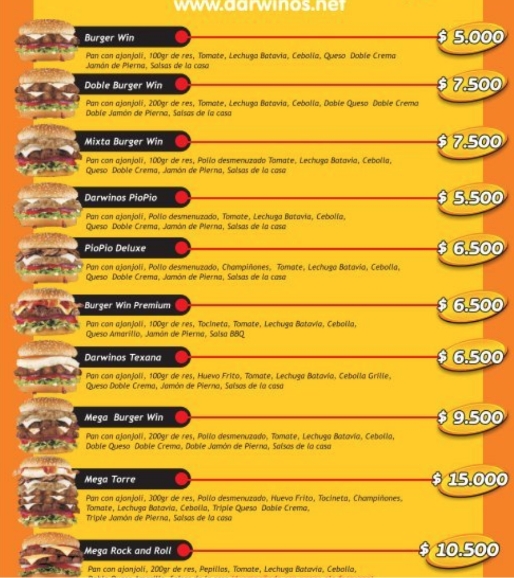 www.darwinos.net
Burger Win
$ 5.000
Pan con ajonjolí, 100gr de res, Tomate, Lechuga Batavia, Cebolla, Queso Doble Crema
Jamón de Pierna, Salsas de la casa
Doble Burger Win
$ 7.500
Pan con ajonjolí, 200gr de res, Tomate, Lechuga Batavia, Cebolla, Doble Queso Doble Crema
Doble Jamón de Pierna, Salsas de la casa
Mixta Burger Win
$ 7.500
Pan con ajonjolí, 100gr de res, Pollo desmenuzado Tomate, Lechuga Batavia, Cebolla,
Queso Doble Crema, Jamón de Pierna, Salsas de la casa
Darwinos PioPio
$ 5.500
Pan con ajonjolí, Pollo desmenuzado, Tomate, Lechuga Batavia, Cebolla,
Queso Doble Crema, Jamón de Pierna, Salsas de la casa
PioPio Deluxe
$ 6.500
Pan con ajonjolí, Pollo desmenuzado, Champiñones, Tomate, Lechuga Batavia, Cebolla,
Queso Doble Crema, Jamón de Pierna, Salsas de la casa
Burger Win Premium
$ 6.500
Pan con ajonjolí, 100gr de res, Tocineta, Tomate, Lechuga Batavia, Cebolla,
Queso Amarillo, Jamón de Pierna, Salsa BBQ
Darwinos Texana
$ 6.500
Pan con ajonjolí, 100gr de res, Huevo Frito, Tomate, Lechuga Batavia, Cebolla Grille,
Queso Doble Crema, Jamón de Pierna, Salsas de la casa
Mega Burger Win
$ 9.500
Pan con ajonjolí, 200gr de res, Pollo desmenuzado, Tomate, Lechuga Batavia, Cebolla,
Doble Queso Doble Crema, Doble Jamón de Pierna, Salsas de la casa
Mega Torre
$ 15.000
Pan con ajonjolí, 300gr de res, Pollo desmenuzado, Huevo Frito, Tocineta, Champiñones,
Tomate, Lechuga Batavia, Cebolla, Triple Queso Doble Crema,
Triple Jamón de Pierna, Salsas de la casa
Mega Rock and Roll
$ 10.500
Pan con ajonjolí, 200gr de res, Pepillos, Tomate, Lechuga Batavia, Cebolla,